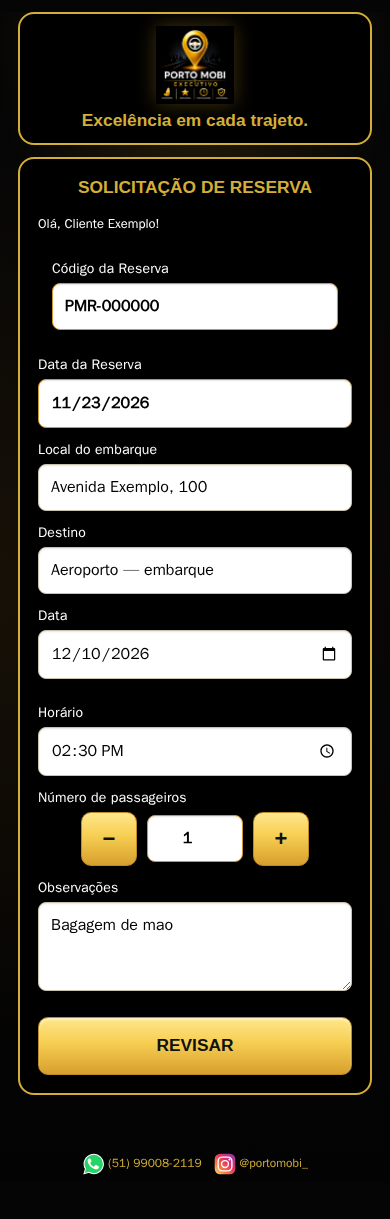 PORTO MOBI
EXECUTIVO
Excelência em cada trajeto.
SOLICITAÇÃO DE RESERVA
Olá, Cliente Exemplo!
Código da Reserva
PMR-000000
Data da Reserva
11/23/2026
Local do embarque
Avenida Exemplo, 100
Destino
Aeroporto — embarque
Data
12/10/2026
Horário
02:30 PM
Número de passageiros
− 1 +
Observações
Bagagem de mao
REVISAR
(51) 99008-2119 @portomobi_